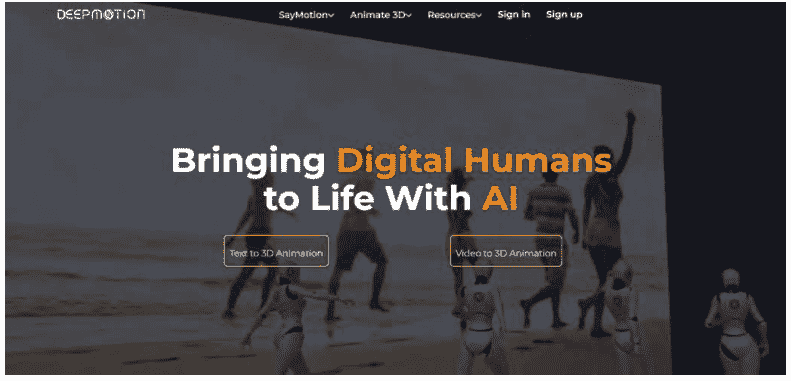 DEEPMOTION
SayMotion Animate 3D Resources Sign in Sign up
Bringing Digital Humans
to Life With AI
Text to 3D Animation
Video to 3D Animation